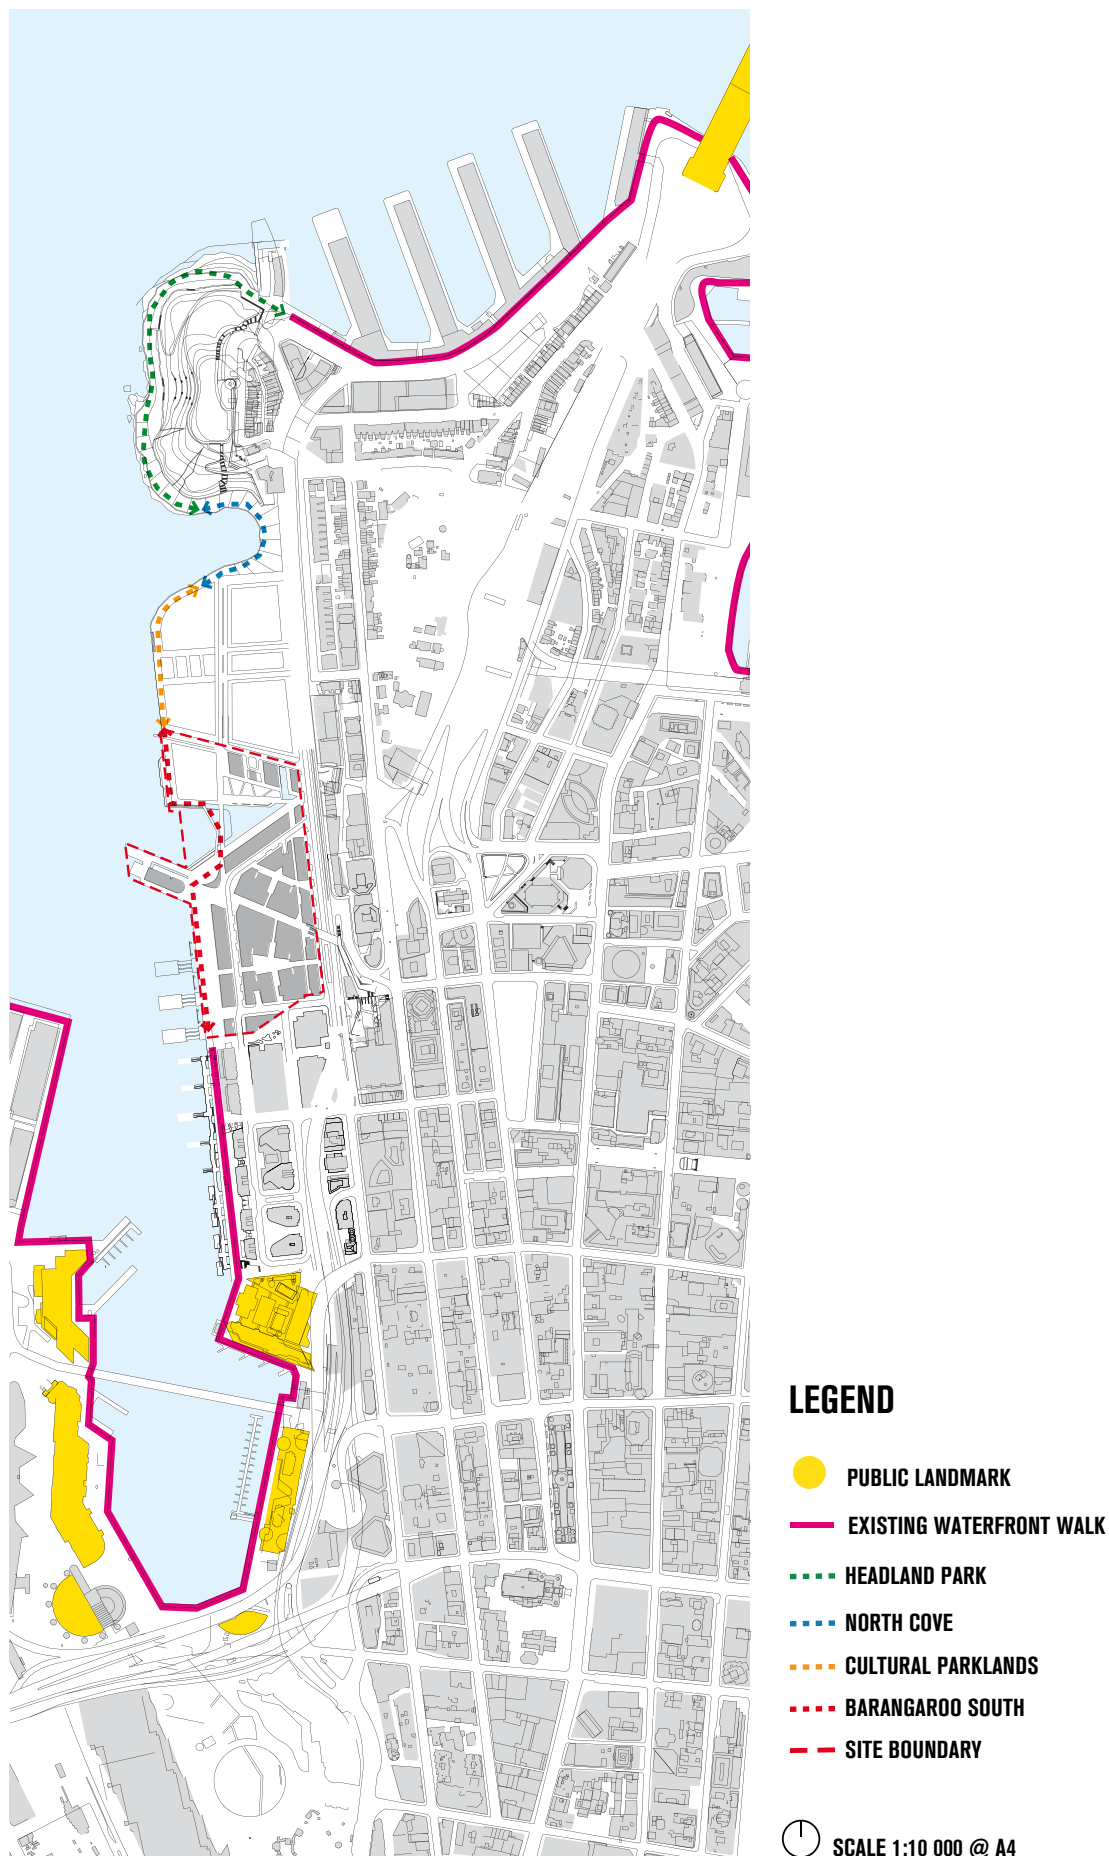 LEGEND
PUBLIC LANDMARK
EXISTING WATERFRONT WALK
HEADLAND PARK
NORTH COVE
CULTURAL PARKLANDS
BARANGAROO SOUTH
SITE BOUNDARY
SCALE 1:10 000 @ A4